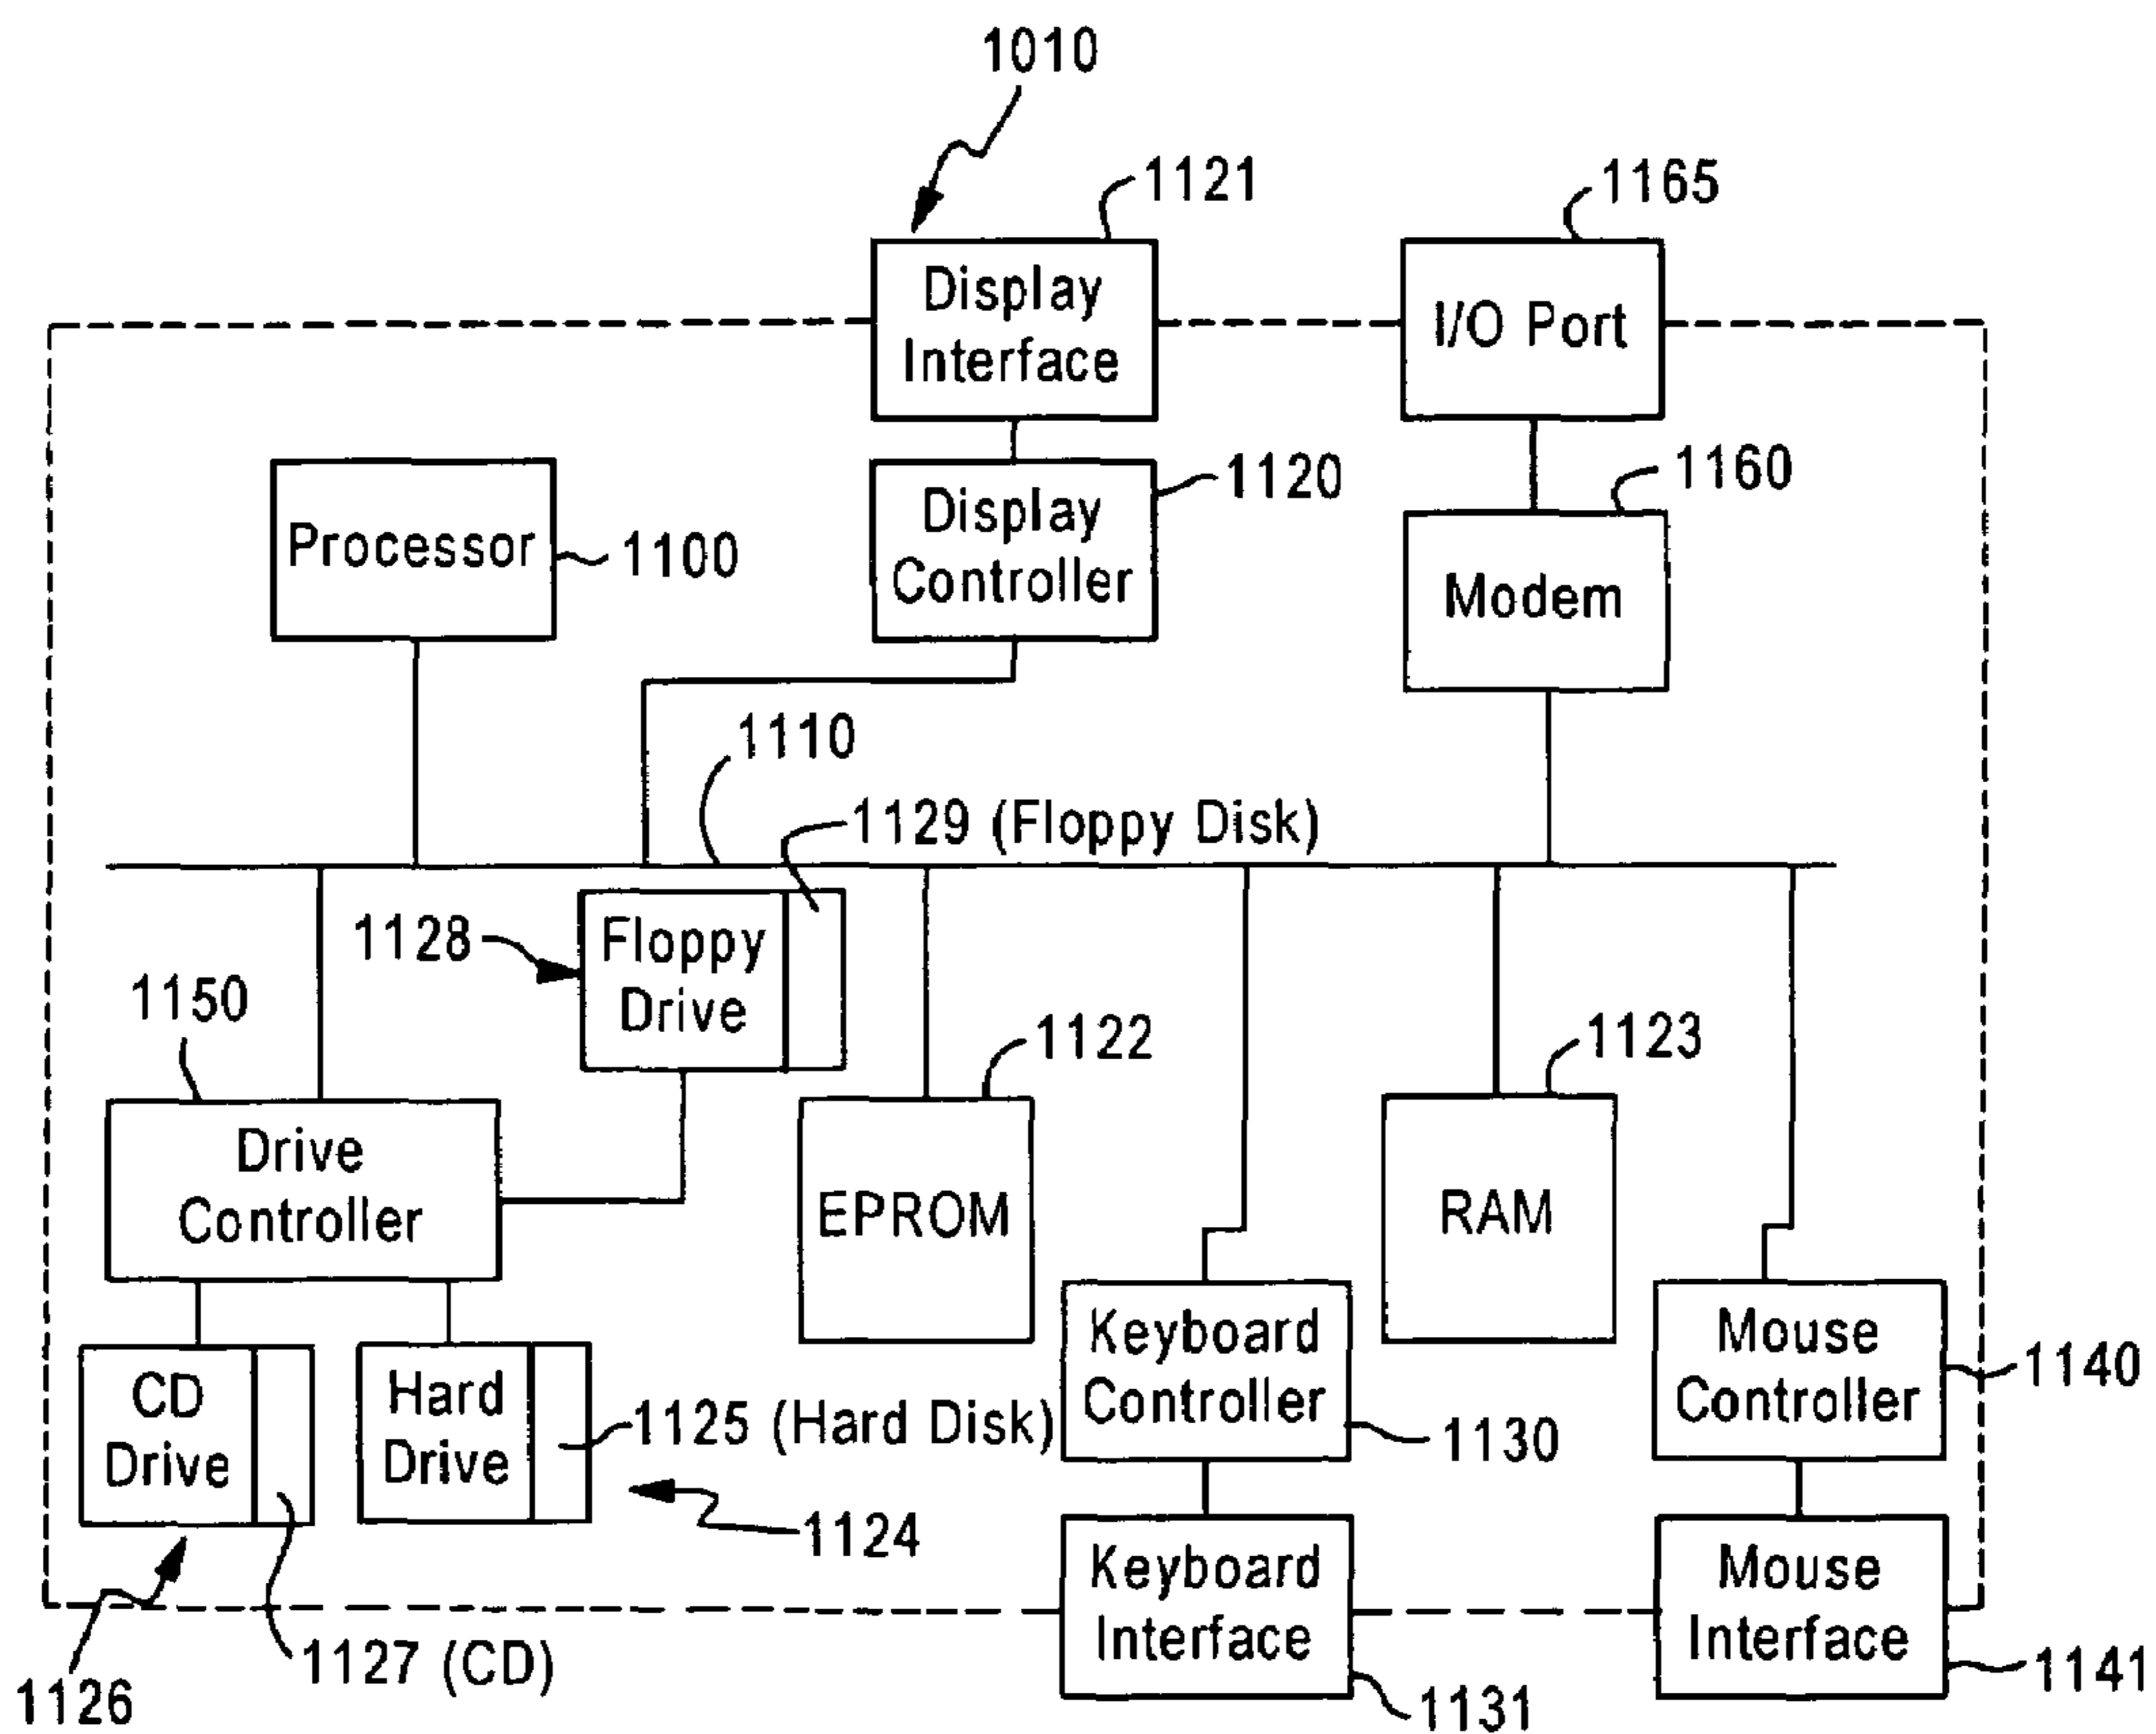 1010
1121
1165
Display
Interface
I/O Port
1120
1160
Processor
1100
Display
Controller
Modem
1110
1129 (Floppy Disk)
1128
Floppy
Drive
1150
1122
1123
Drive
Controller
EPROM
RAM
Keyboard
Controller
Mouse
Controller
1140
CD
Drive
Hard
Drive
1125 (Hard Disk)
1130
1124
Keyboard
Interface
Mouse
Interface
1127 (CD)
1126
1131
1141